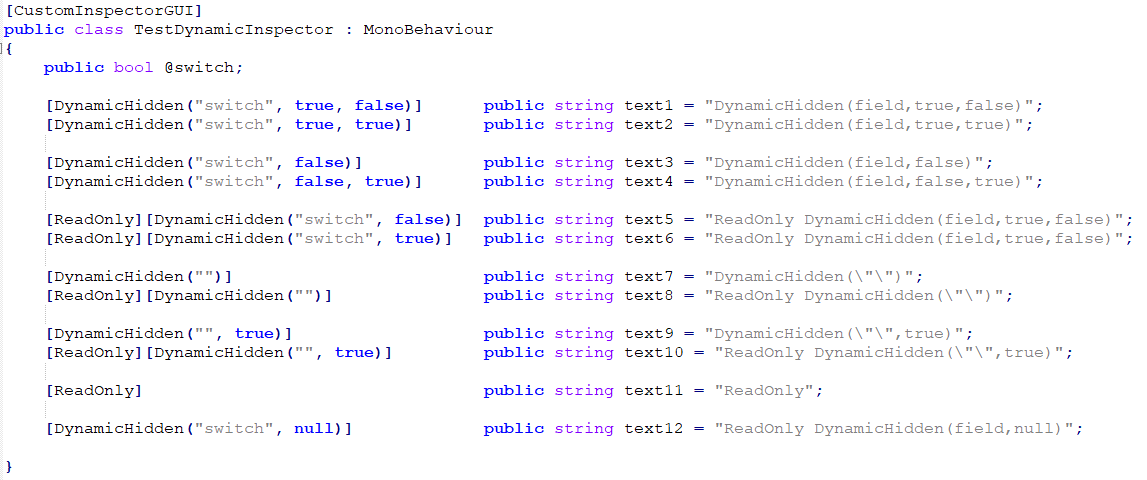 [CustomInspectorGUI]
public class TestDynamicInspector : MonoBehaviour
{
    public bool @switch;
    [DynamicHidden("switch", true, false)]      public string text1 = "DynamicHidden(field,true,false)";
    [DynamicHidden("switch", true, true)]       public string text2 = "DynamicHidden(field,true,true)";
    [DynamicHidden("switch", false)]            public string text3 = "DynamicHidden(field,false)";
    [DynamicHidden("switch", false, true)]      public string text4 = "DynamicHidden(field,false,true)";
    [ReadOnly][DynamicHidden("switch", false)]  public string text5 = "ReadOnly DynamicHidden(field,true,false)";
    [ReadOnly][DynamicHidden("switch", true)]   public string text6 = "ReadOnly DynamicHidden(field,true,false)";
    [DynamicHidden("")]                         public string text7 = "DynamicHidden(\"\")";
    [ReadOnly][DynamicHidden("")]               public string text8 = "ReadOnly DynamicHidden(\"\")";
    [DynamicHidden("", true)]                   public string text9 = "DynamicHidden(\"\",true)";
    [ReadOnly][DynamicHidden("", true)]         public string text10 = "ReadOnly DynamicHidden(\"\",true)";
    [ReadOnly]                                  public string text11 = "ReadOnly";
    [DynamicHidden("switch", null)]             public string text12 = "ReadOnly DynamicHidden(field,null)";
}